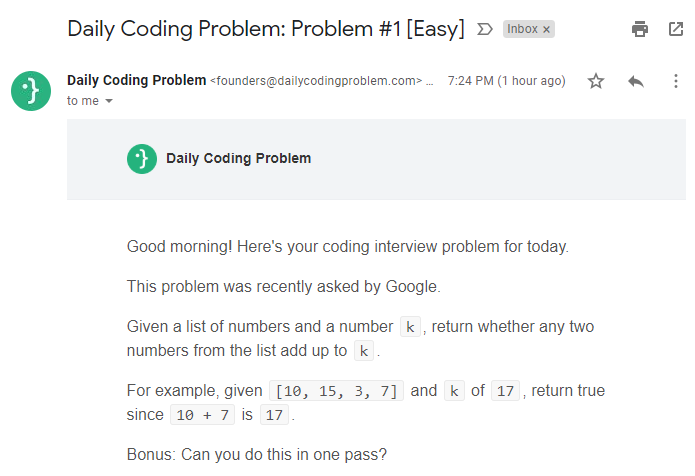 Daily Coding Problem: Problem #1 [Easy] Inbox x
Daily Coding Problem <founders@dailycodingproblem.com> ... 7:24 PM (1 hour ago)
to me
Daily Coding Problem
Good morning! Here's your coding interview problem for today.
This problem was recently asked by Google.
Given a list of numbers and a number k, return whether any two
numbers from the list add up to k.
For example, given [10, 15, 3, 7] and k of 17, return true
since 10 + 7 is 17.
Bonus: Can you do this in one pass?